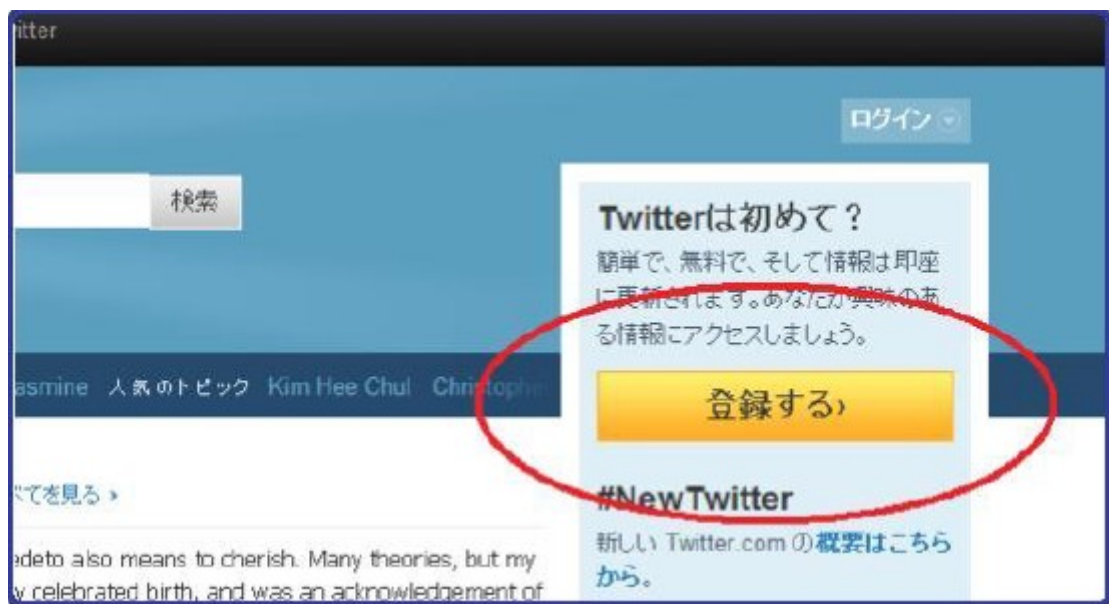 ログイン
検索
Twitterは初めて？
簡単で、無料で、そして情報は即座
に更新されます。あなたが興味のあ
る情報にアクセスしましょう。
人気のトピック Kim Hee Chul
登録する›
べてを見る ›
#NewTwitter
新しい Twitter.com の概要はこちら
から。
also means to cherish. Many theories, but my
celebrated birth, and was an acknowledgement of